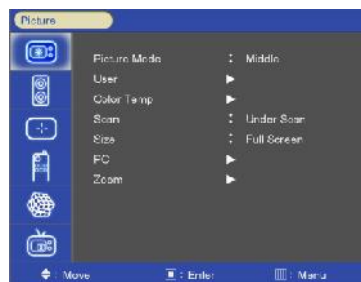 Picture
Picture Mode : Middle
User
Color Temp
Scan : Under Scan
Size : Full Screen
PC
Zoom
: Move : Enter : Menu